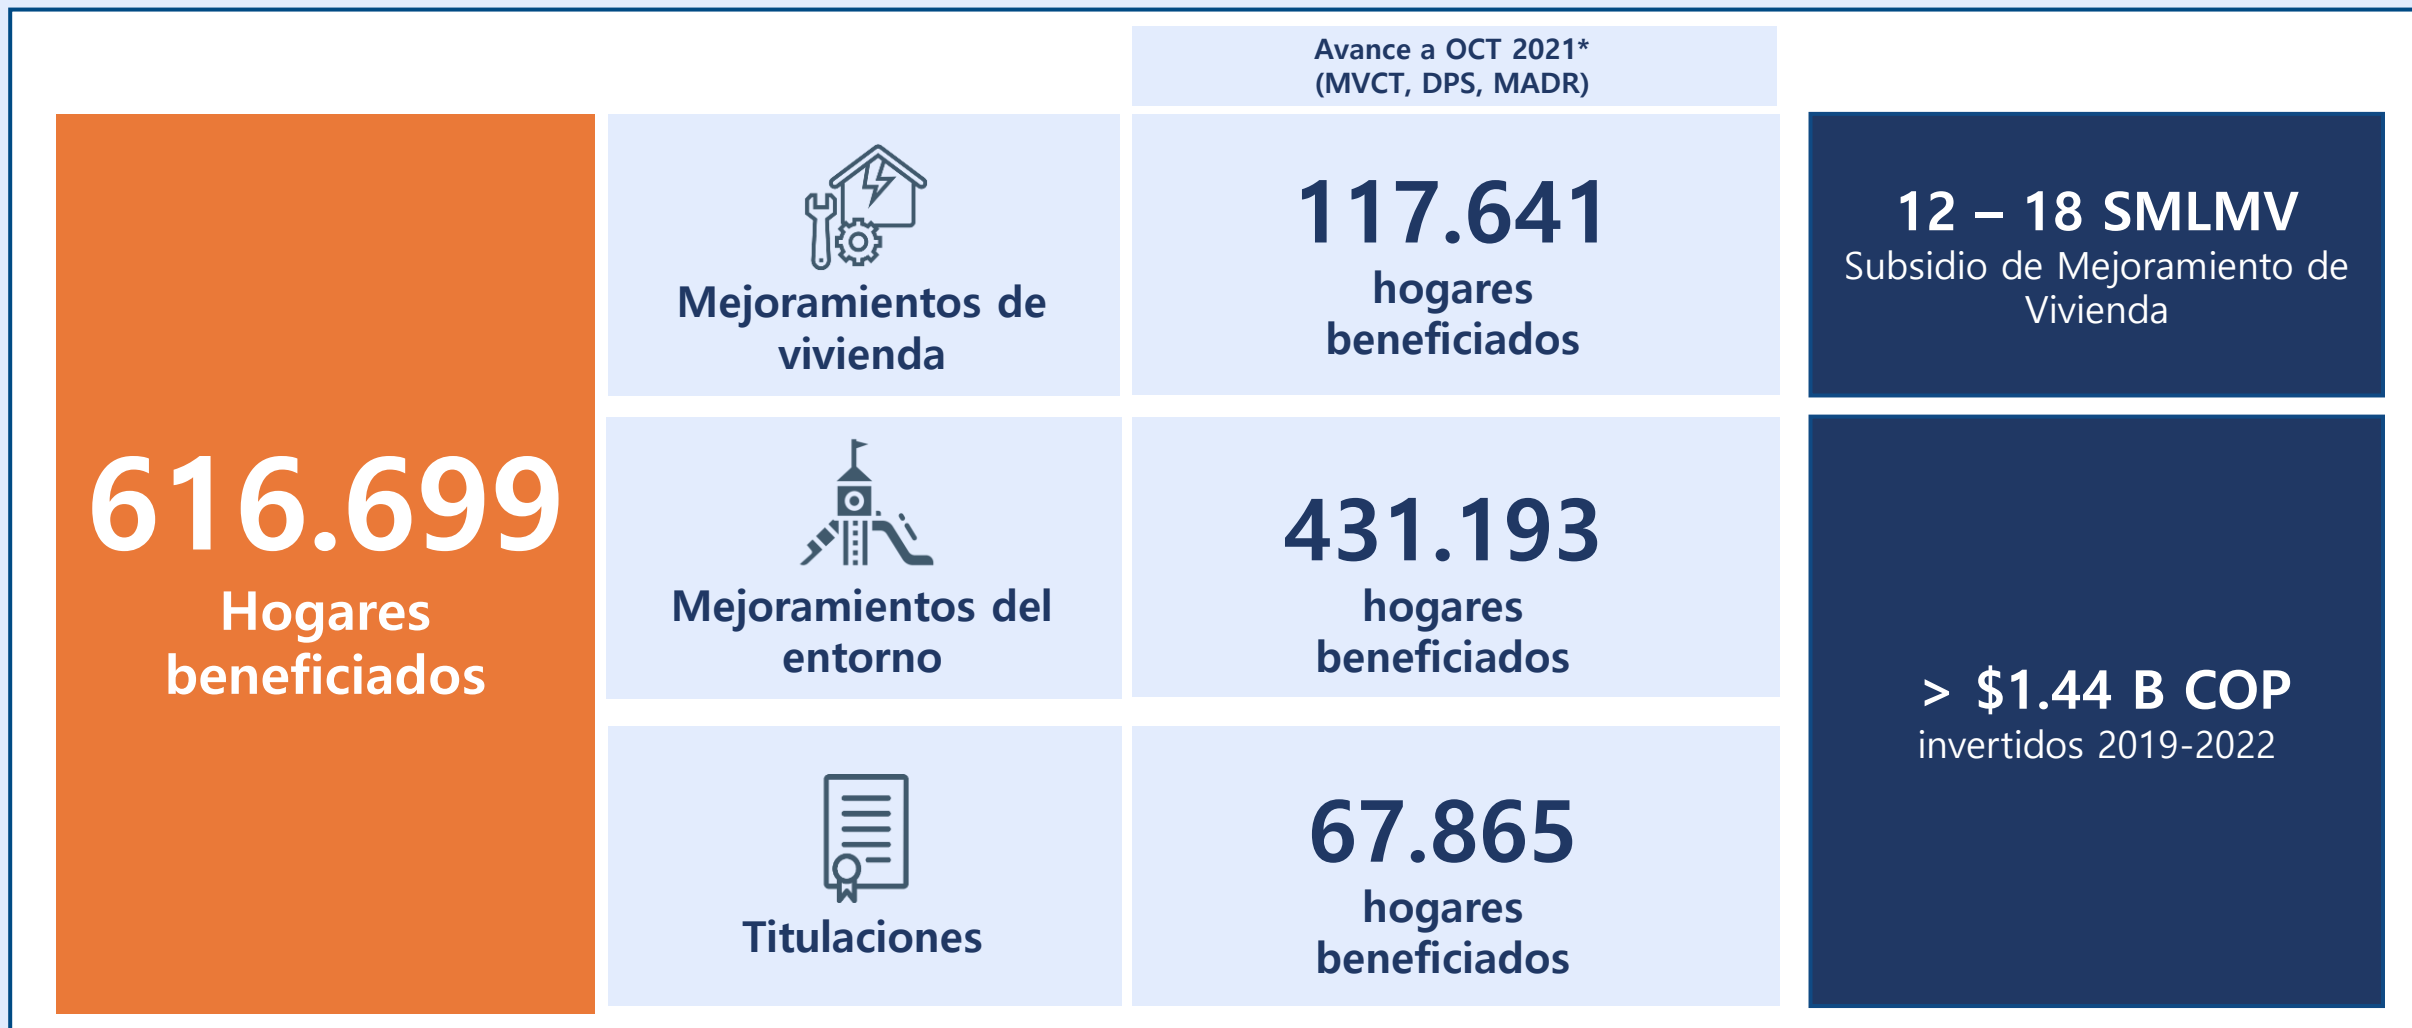 Avance a OCT 2021*
(MVCT, DPS, MADR)
616.699
Hogares
beneficiados
Mejoramientos de
vivienda
117.641
hogares
beneficiados
12 – 18 SMLMV
Subsidio de Mejoramiento de
Vivienda
Mejoramientos del
entorno
431.193
hogares
beneficiados
Titulaciones
67.865
hogares
beneficiados
> $1.44 B COP
invertidos 2019-2022